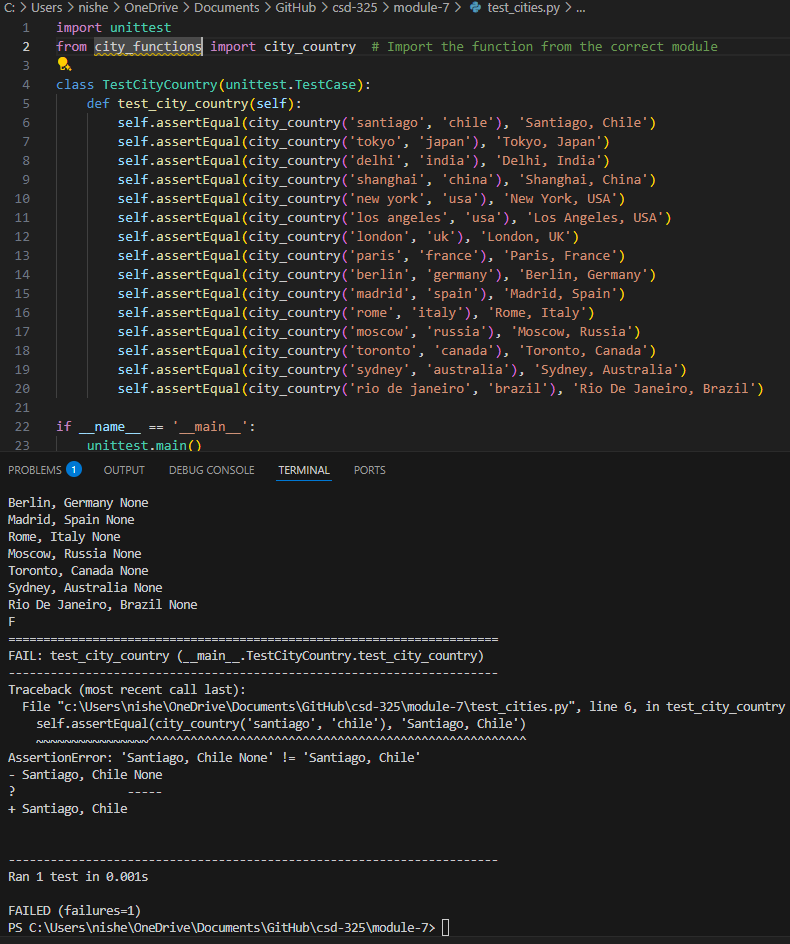 C: > Users > nishe > OneDrive > Documents > GitHub > csd-325 > module-7 > test_cities.py > ...
1 import unittest
2 from city_functions import city_country  # Import the function from the correct module
3
4 class TestCityCountry(unittest.TestCase):
5     def test_city_country(self):
6         self.assertEqual(city_country('santiago', 'chile'), 'Santiago, Chile')
7         self.assertEqual(city_country('tokyo', 'japan'), 'Tokyo, Japan')
8         self.assertEqual(city_country('delhi', 'india'), 'Delhi, India')
9         self.assertEqual(city_country('shanghai', 'china'), 'Shanghai, China')
10         self.assertEqual(city_country('new york', 'usa'), 'New York, USA')
11         self.assertEqual(city_country('los angeles', 'usa'), 'Los Angeles, USA')
12         self.assertEqual(city_country('london', 'uk'), 'London, UK')
13         self.assertEqual(city_country('paris', 'france'), 'Paris, France')
14         self.assertEqual(city_country('berlin', 'germany'), 'Berlin, Germany')
15         self.assertEqual(city_country('madrid', 'spain'), 'Madrid, Spain')
16         self.assertEqual(city_country('rome', 'italy'), 'Rome, Italy')
17         self.assertEqual(city_country('moscow', 'russia'), 'Moscow, Russia')
18         self.assertEqual(city_country('toronto', 'canada'), 'Toronto, Canada')
19         self.assertEqual(city_country('sydney', 'australia'), 'Sydney, Australia')
20         self.assertEqual(city_country('rio de janeiro', 'brazil'), 'Rio De Janeiro, Brazil')
21
22 if __name__ == '__main__':
23     unittest.main()
PROBLEMS 1 OUTPUT DEBUG CONSOLE TERMINAL PORTS
Berlin, Germany None
Madrid, Spain None
Rome, Italy None
Moscow, Russia None
Toronto, Canada None
Sydney, Australia None
Rio De Janeiro, Brazil None
F
======================================================================
FAIL: test_city_country (__main__.TestCityCountry.test_city_country)
----------------------------------------------------------------------
Traceback (most recent call last):
  File "c:\Users\nishe\OneDrive\Documents\GitHub\csd-325\module-7\test_cities.py", line 6, in test_city_country
    self.assertEqual(city_country('santiago', 'chile'), 'Santiago, Chile')
    ~~~~~~~~~~~~~~~~^^^^^^^^^^^^^^^^^^^^^^^^^^^^^^^^^^^^^^^^^^^^^^^^^^^^^^
AssertionError: 'Santiago, Chile None' != 'Santiago, Chile'
- Santiago, Chile None
?                -----
+ Santiago, Chile
----------------------------------------------------------------------
Ran 1 test in 0.001s
FAILED (failures=1)
PS C:\Users\nishe\OneDrive\Documents\GitHub\csd-325\module-7>